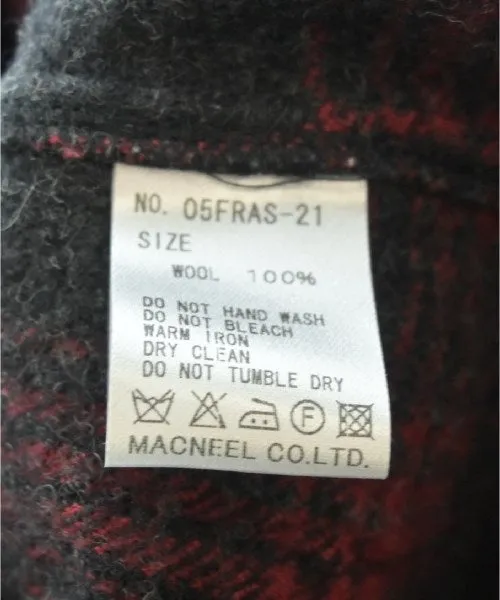 NO. 05FRAS-21
SIZE
WOOL 100%
DO NOT HAND WASH
DO NOT BLEACH
WARM IRON
DRY CLEAN
DO NOT TUMBLE DRY
F
MACNEEL CO.LTD.